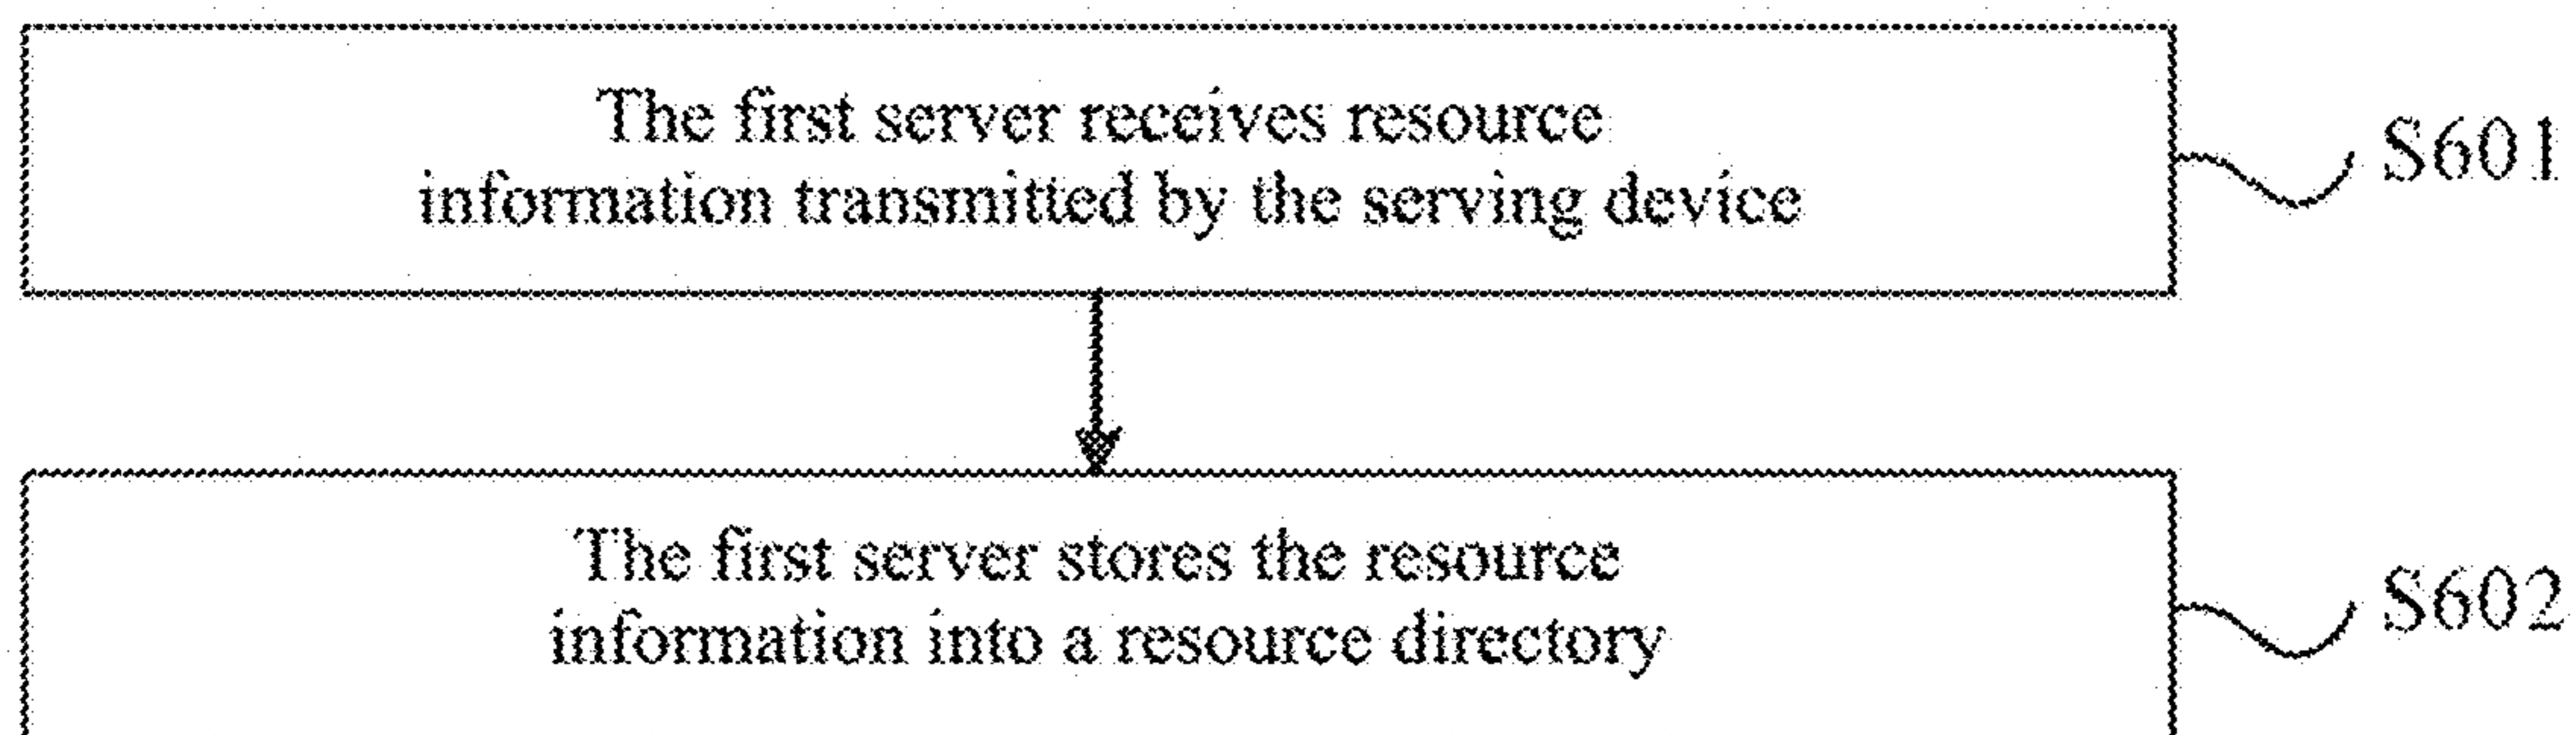 The first server receives resource
information transmitted by the serving device
S601
The first server stores the resource
information into a resource directory
S602